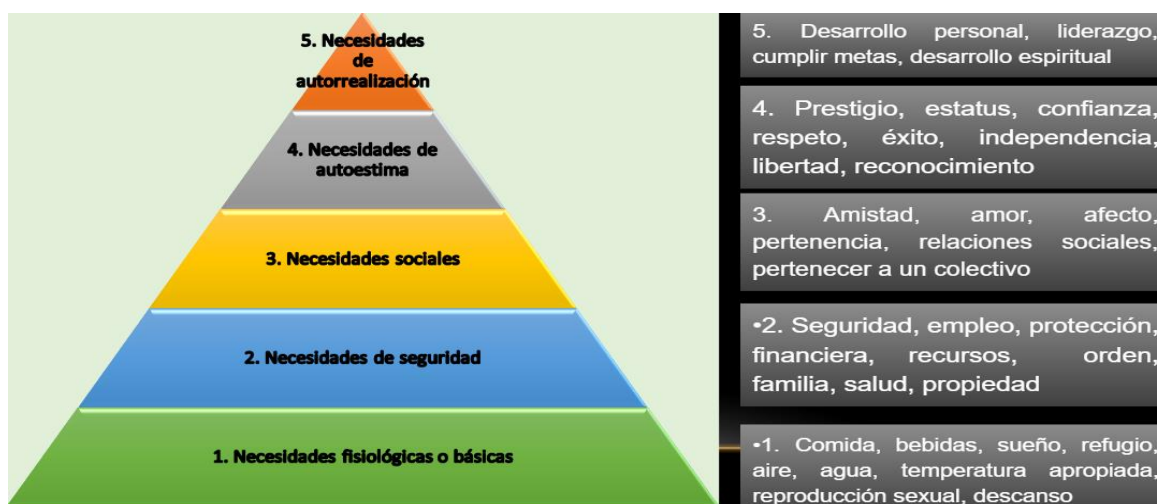 5. Necesidades
de
autorrealización
4. Necesidades de
autoestima
3. Necesidades sociales
2. Necesidades de seguridad
1. Necesidades fisiológicas o básicas
5. Desarrollo personal, liderazgo,
cumplir metas, desarrollo espiritual
4. Prestigio, estatus, confianza,
respeto, éxito, independencia,
libertad, reconocimiento
3. Amistad, amor, afecto,
pertenencia, relaciones sociales,
pertenecer a un colectivo
•2. Seguridad, empleo, protección,
financiera, recursos, orden,
familia, salud, propiedad
•1. Comida, bebidas, sueño, refugio,
aire, agua, temperatura apropiada,
reproducción sexual, descanso